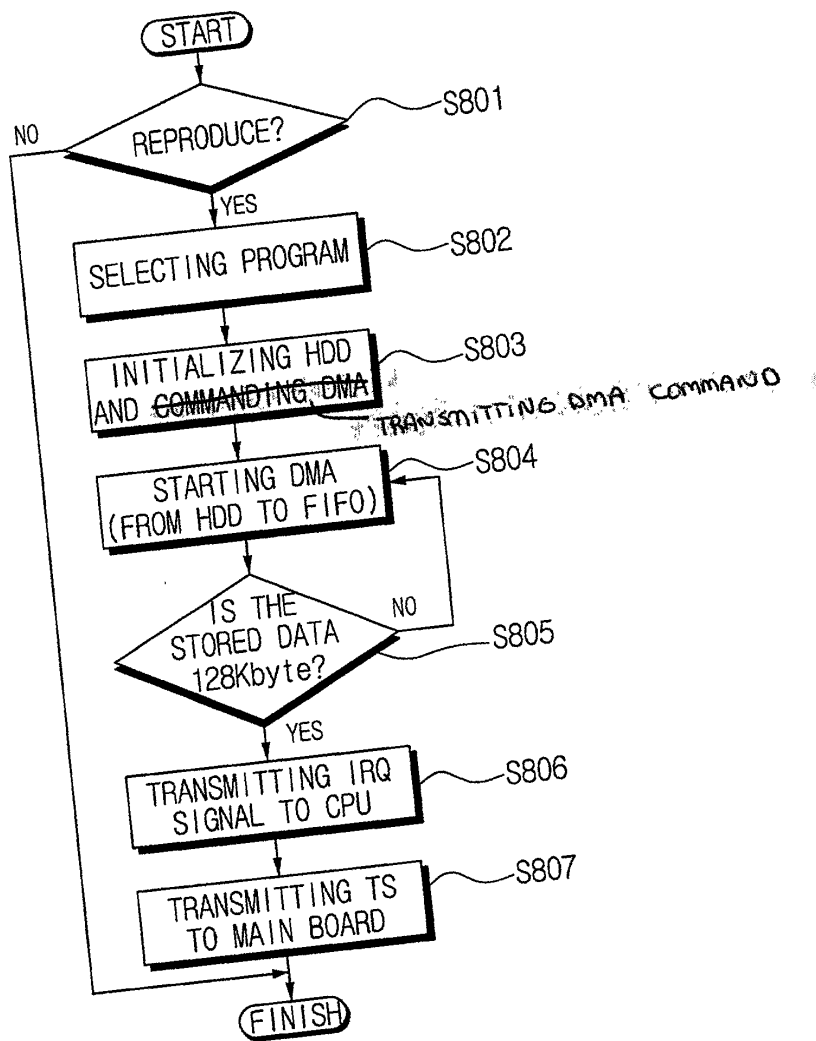 START
REPRODUCE?
S801
NO
YES
SELECTING PROGRAM
S802
INITIALIZING HDD
AND COMMANDING DMA
S803
TRANSMITTING DMA COMMAND
STARTING DMA
(FROM HDD TO FIFO)
S804
IS THE
STORED DATA
128Kbyte?
NO
S805
YES
TRANSMITTING IRQ
SIGNAL TO CPU
S806
TRANSMITTING TS
TO MAIN BOARD
S807
FINISH